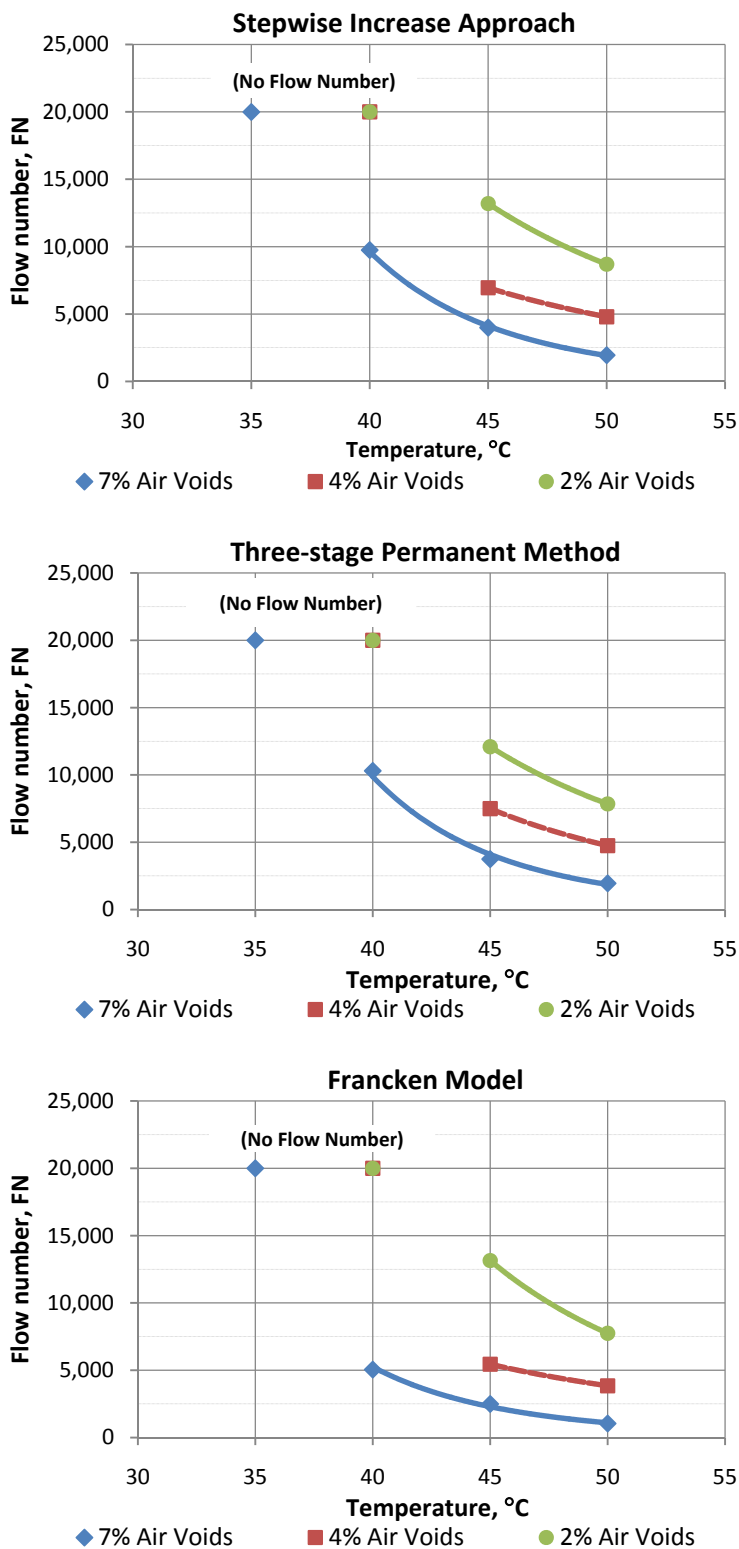 Stepwise Increase Approach
25,000
(No Flow Number)
20,000
15,000
10,000
5,000
0
Flow number, FN
30 35 40 45 50 55
Temperature, °C
7% Air Voids 4% Air Voids 2% Air Voids
Three-stage Permanent Method
25,000
(No Flow Number)
20,000
15,000
10,000
5,000
0
Flow number, FN
30 35 40 45 50 55
Temperature, °C
7% Air Voids 4% Air Voids 2% Air Voids
Francken Model
25,000
(No Flow Number)
20,000
15,000
10,000
5,000
0
Flow number, FN
30 35 40 45 50 55
Temperature, °C
7% Air Voids 4% Air Voids 2% Air Voids